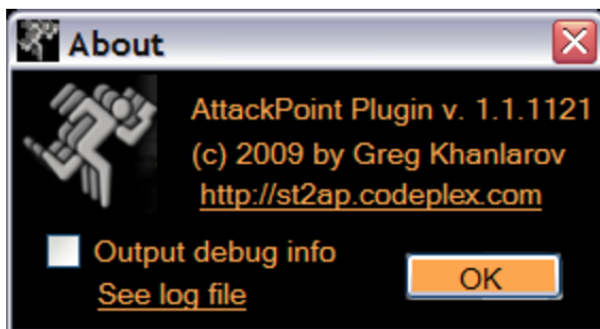 About
AttackPoint Plugin v. 1.1.1121
(c) 2009 by Greg Khanlarov
http://st2ap.codeplex.com
Output debug info
See log file
OK